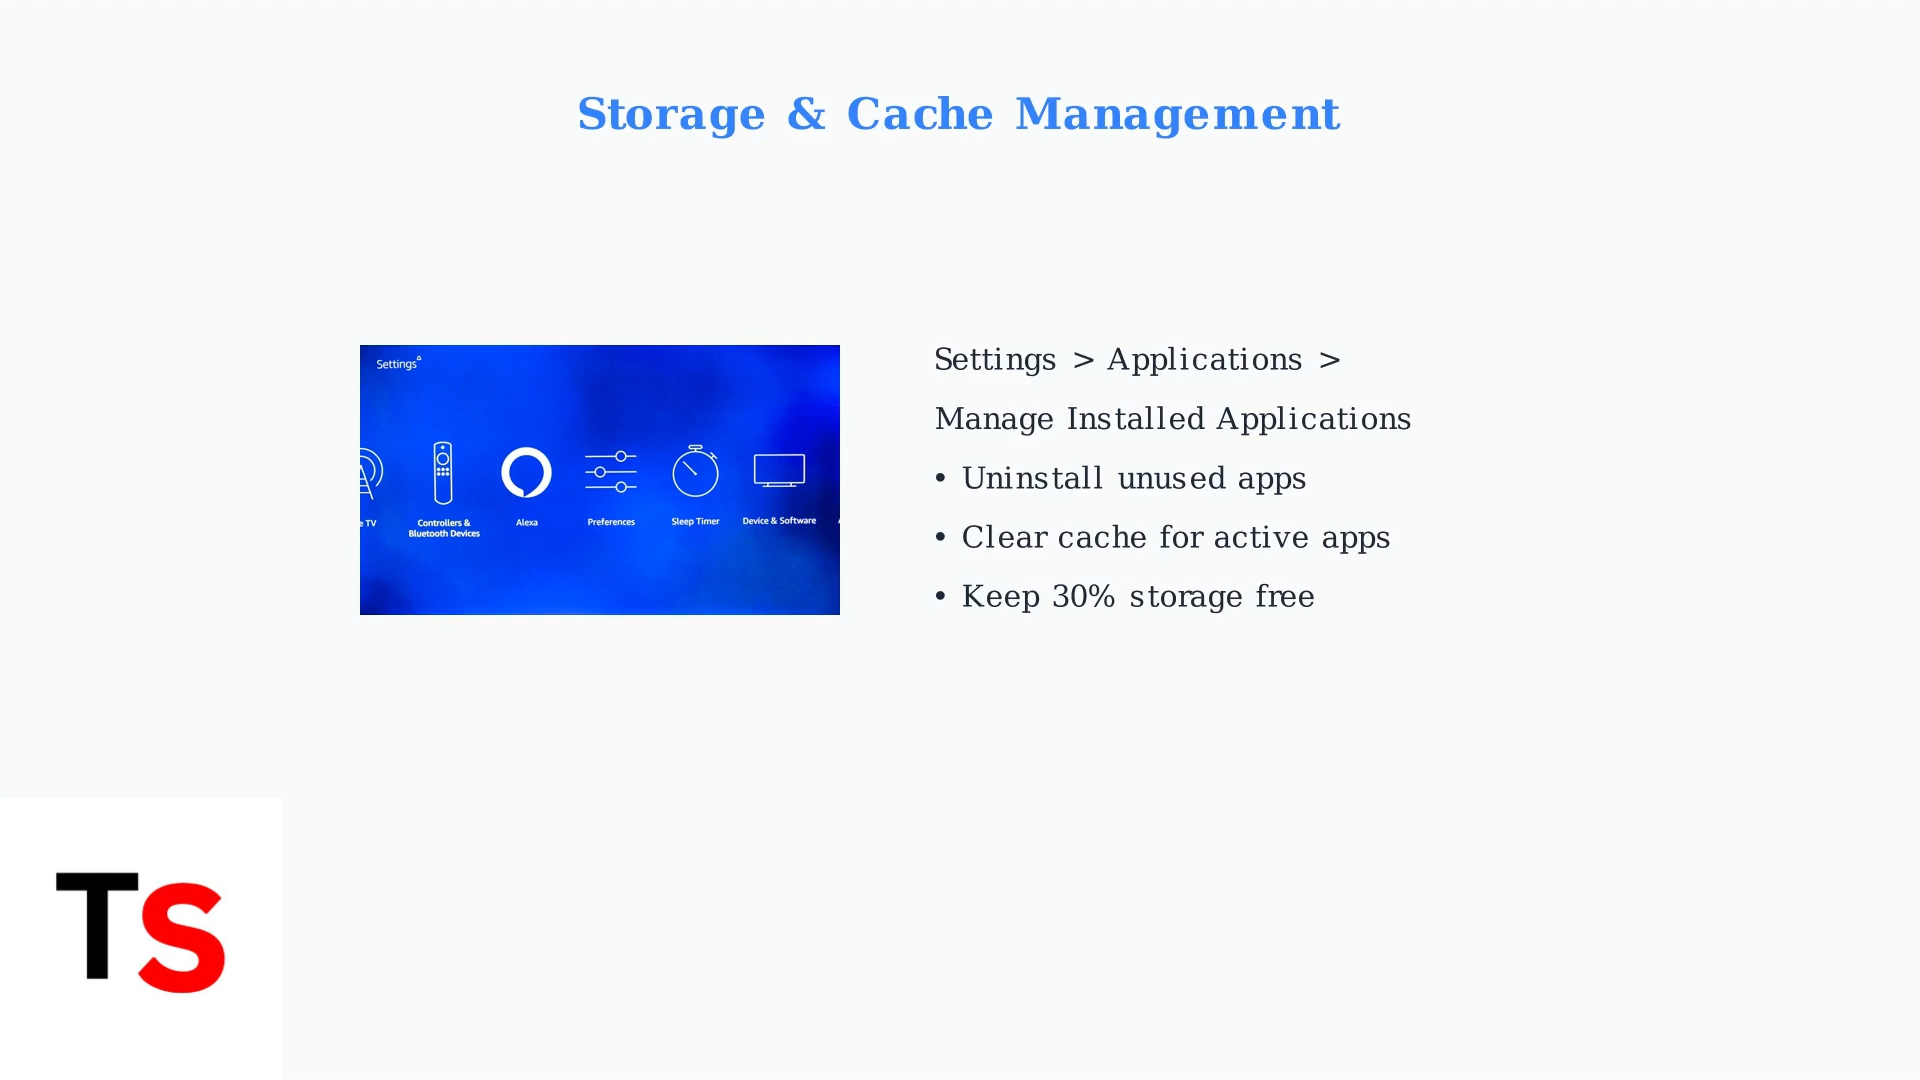 Storage & Cache Management
Settings
e TV
Controllers &
Bluetooth Devices
Alexa
Preferences
Sleep Timer
Device & Software
Settings > Applications >
Manage Installed Applications
• Uninstall unused apps
• Clear cache for active apps
• Keep 30% storage free
TS